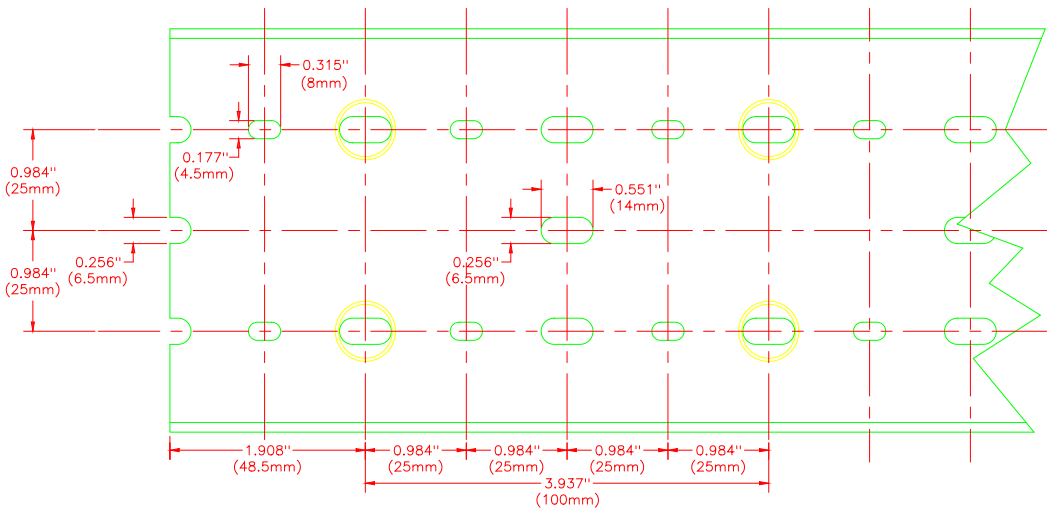 0.315"
(8mm)
0.177"
(4.5mm)
0.984"
(25mm)
0.551"
(14mm)
0.256"
(6.5mm)
0.256"
(6.5mm)
0.984"
(25mm)
1.908"
(48.5mm)
0.984"
(25mm)
0.984"
(25mm)
0.984"
(25mm)
0.984"
(25mm)
3.937"
(100mm)